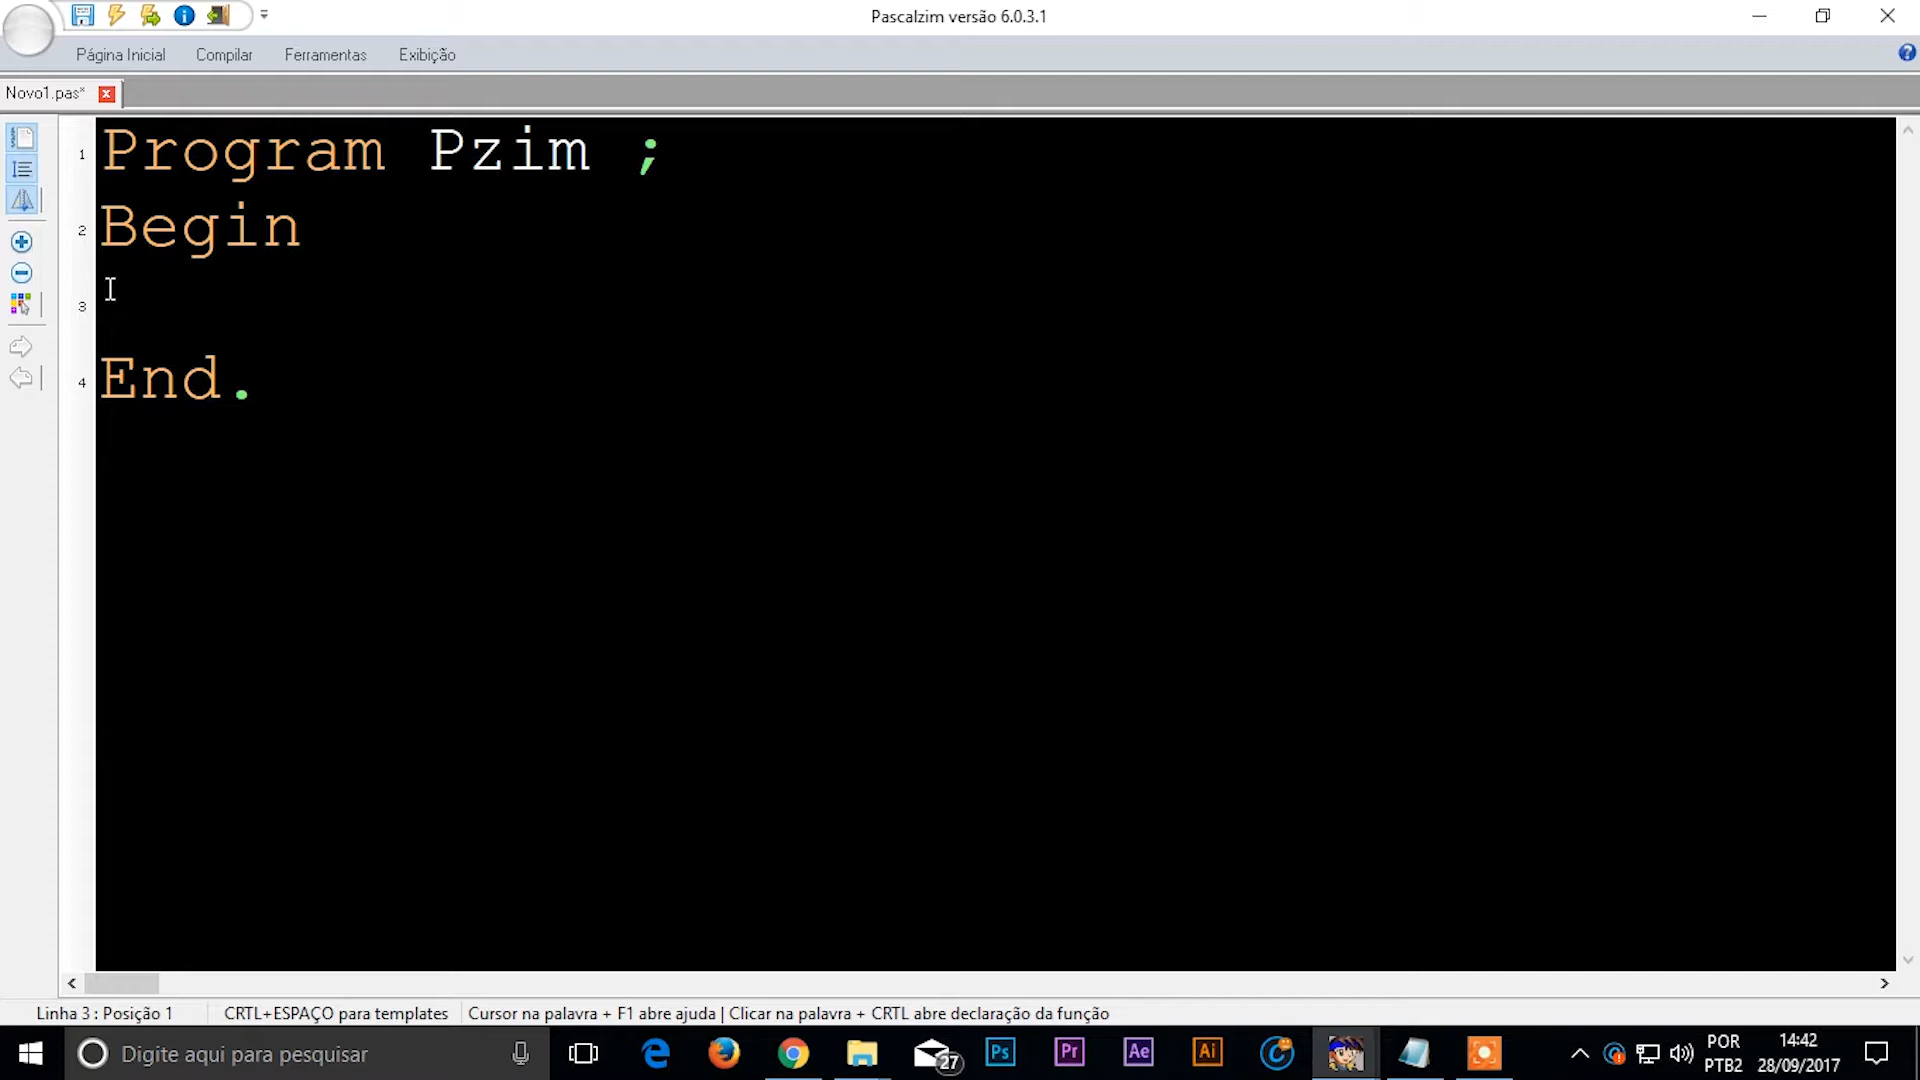 Pascalzim versão 6.0.3.1
Página Inicial Compilar Ferramentas Exibição
Novo1.pas*
1 Program Pzim ;
2 Begin
3
4 End.
Linha 3 : Posição 1 CRTL+ESPAÇO para templates Cursor na palavra + F1 abre ajuda | Clicar na palavra + CRTL abre declaração da função
Digite aqui para pesquisar 27 Ps Pr Ae Ai POR 14:42
PTB2 28/09/2017